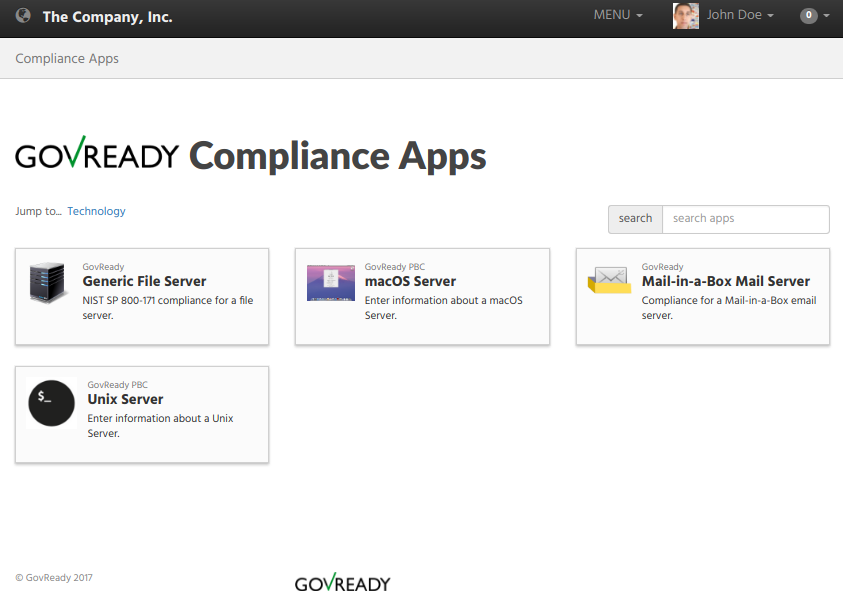 The Company, Inc.
MENU
John Doe
0
Compliance Apps
GOVREADY Compliance Apps
Jump to... Technology
search
search apps
GovReady
Generic File Server
NIST SP 800-171 compliance for a file
server.
GovReady PBC
macOS Server
Enter information about a macOS
Server.
GovReady
Mail-in-a-Box Mail Server
Compliance for a Mail-in-a-Box email
server.
$_
GovReady PBC
Unix Server
Enter information about a Unix
Server.
© GovReady 2017
GOVREADY